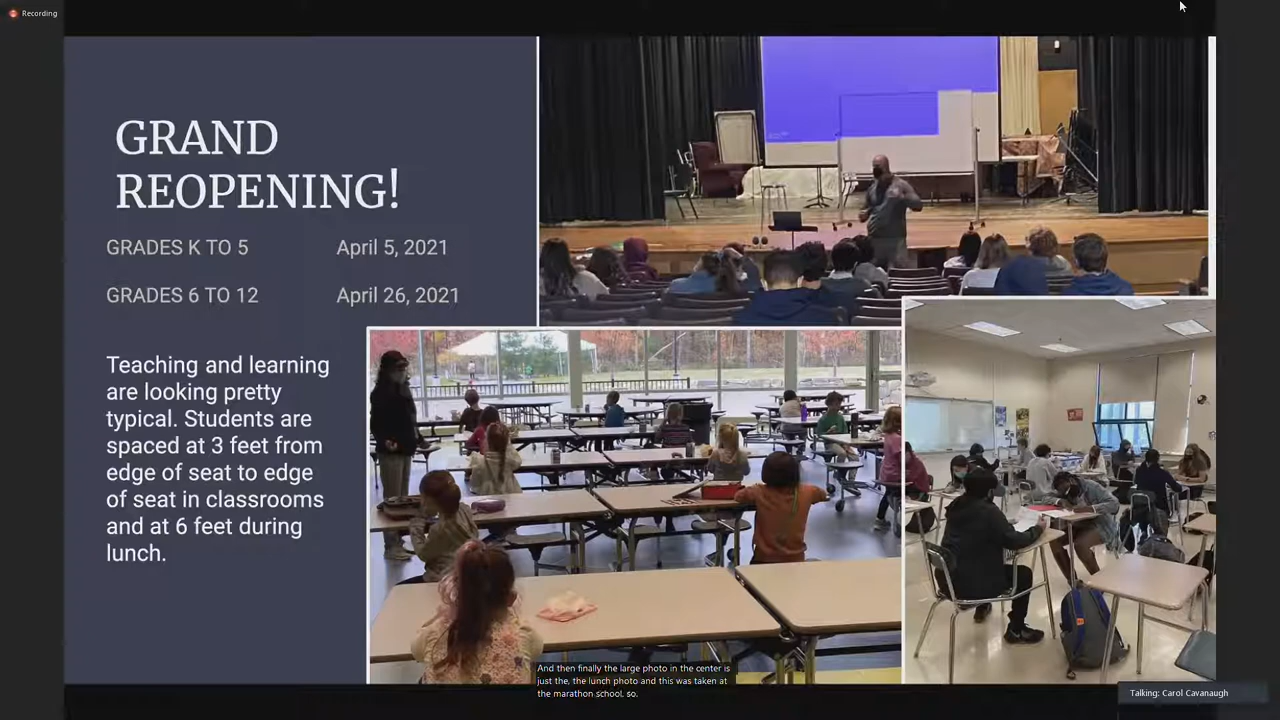 Recording
GRAND
REOPENING!
GRADES K TO 5 April 5, 2021
GRADES 6 TO 12 April 26, 2021
Teaching and learning
are looking pretty
typical. Students are
spaced at 3 feet from
edge of seat to edge
of seat in classrooms
and at 6 feet during
lunch.
And then finally the large photo in the center is
just the, the lunch photo and this was taken at
the marathon school, so.
Talking: Carol Cavanaugh